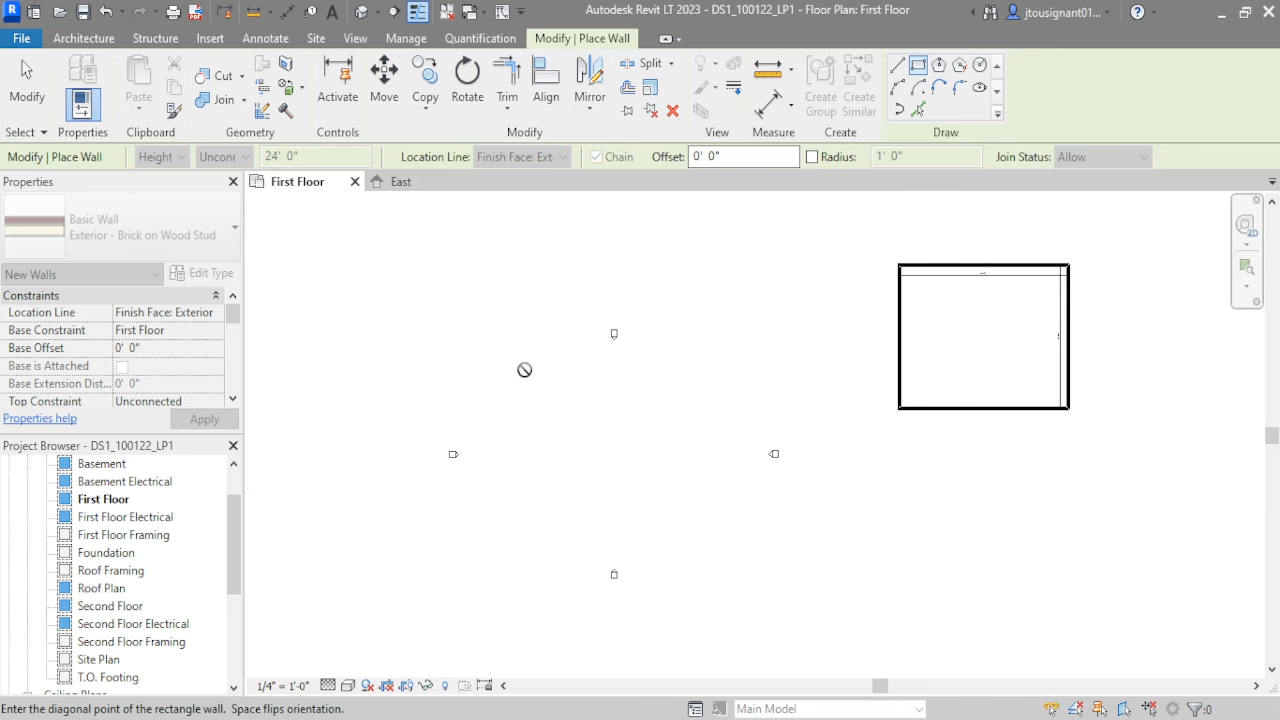 Autodesk Revit LT 2023 - DS1_100122_LP1 - Floor Plan: First Floor
jtousignant01...
File Architecture Structure Insert Annotate Site View Manage Quantification Modify | Place Wall
Modify Paste Cut Join Activate Move Copy Rotate Trim Align Mirror Split Create Group Create Similar
Select Properties Clipboard Geometry Controls Modify View Measure Create Draw
Modify | Place Wall Height Unconr 24' 0" Location Line: Finish Face: Ext Chain Offset: 0' 0" Radius: 1' 0" Join Status: Allow
Properties
First Floor
East
Basic Wall
Exterior - Brick on Wood Stud
New Walls Edit Type
Constraints
Location Line Finish Face: Exterior
Base Constraint First Floor
Base Offset 0' 0"
Base is Attached
Base Extension Dist... 0' 0"
Top Constraint Unconnected
Properties help Apply
Project Browser - DS1_100122_LP1
Basement
Basement Electrical
First Floor
First Floor Electrical
First Floor Framing
Foundation
Roof Framing
Roof Plan
Second Floor
Second Floor Electrical
Second Floor Framing
Site Plan
T.O. Footing
2D
1/4" = 1'-0"
Enter the diagonal point of the rectangle wall. Space flips orientation.
Main Model
:0